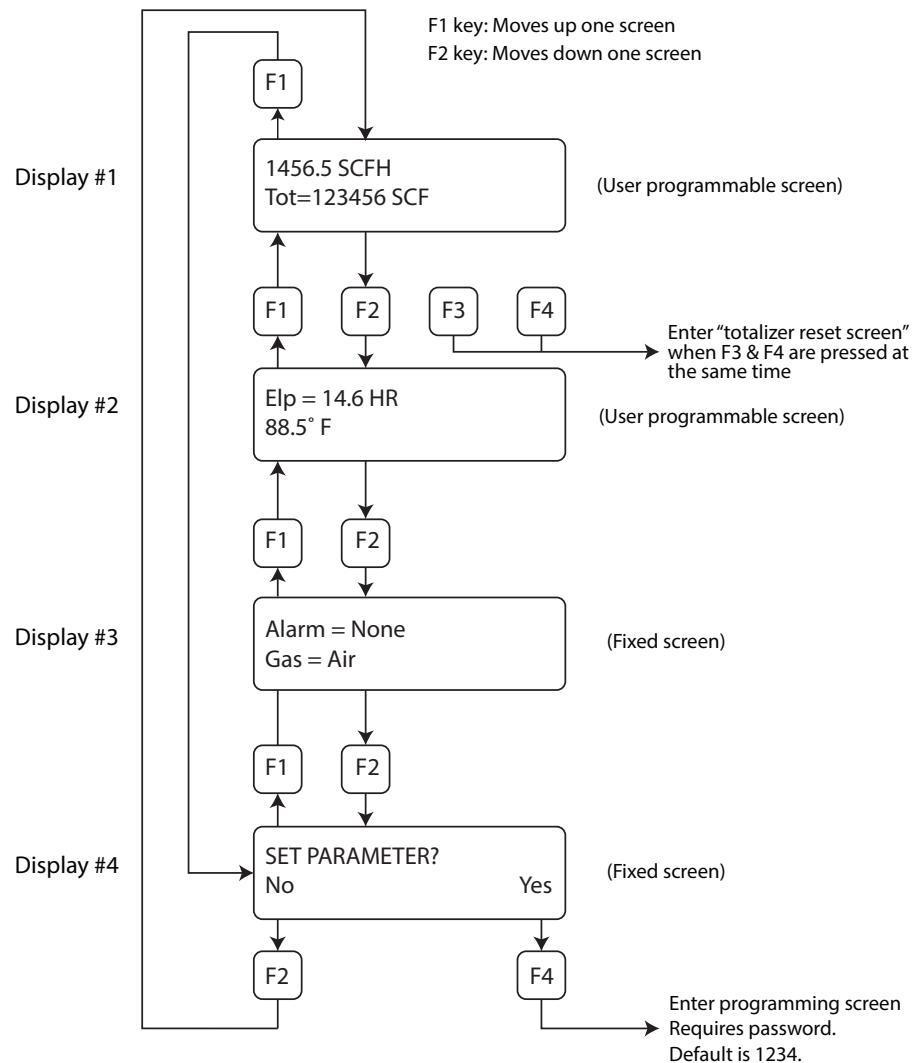 F1 key: Moves up one screen
F2 key: Moves down one screen
F1
Display #1
1456.5 SCFH
Tot=123456 SCF
(User programmable screen)
F1
F2
F3
F4
Enter “totalizer reset screen”
when F3 & F4 are pressed at
the same time
Display #2
Elp = 14.6 HR
88.5° F
(User programmable screen)
F1
F2
Display #3
Alarm = None
Gas = Air
(Fixed screen)
F1
F2
Display #4
SET PARAMETER?
No Yes
(Fixed screen)
F2
F4
Enter programming screen
Requires password.
Default is 1234.